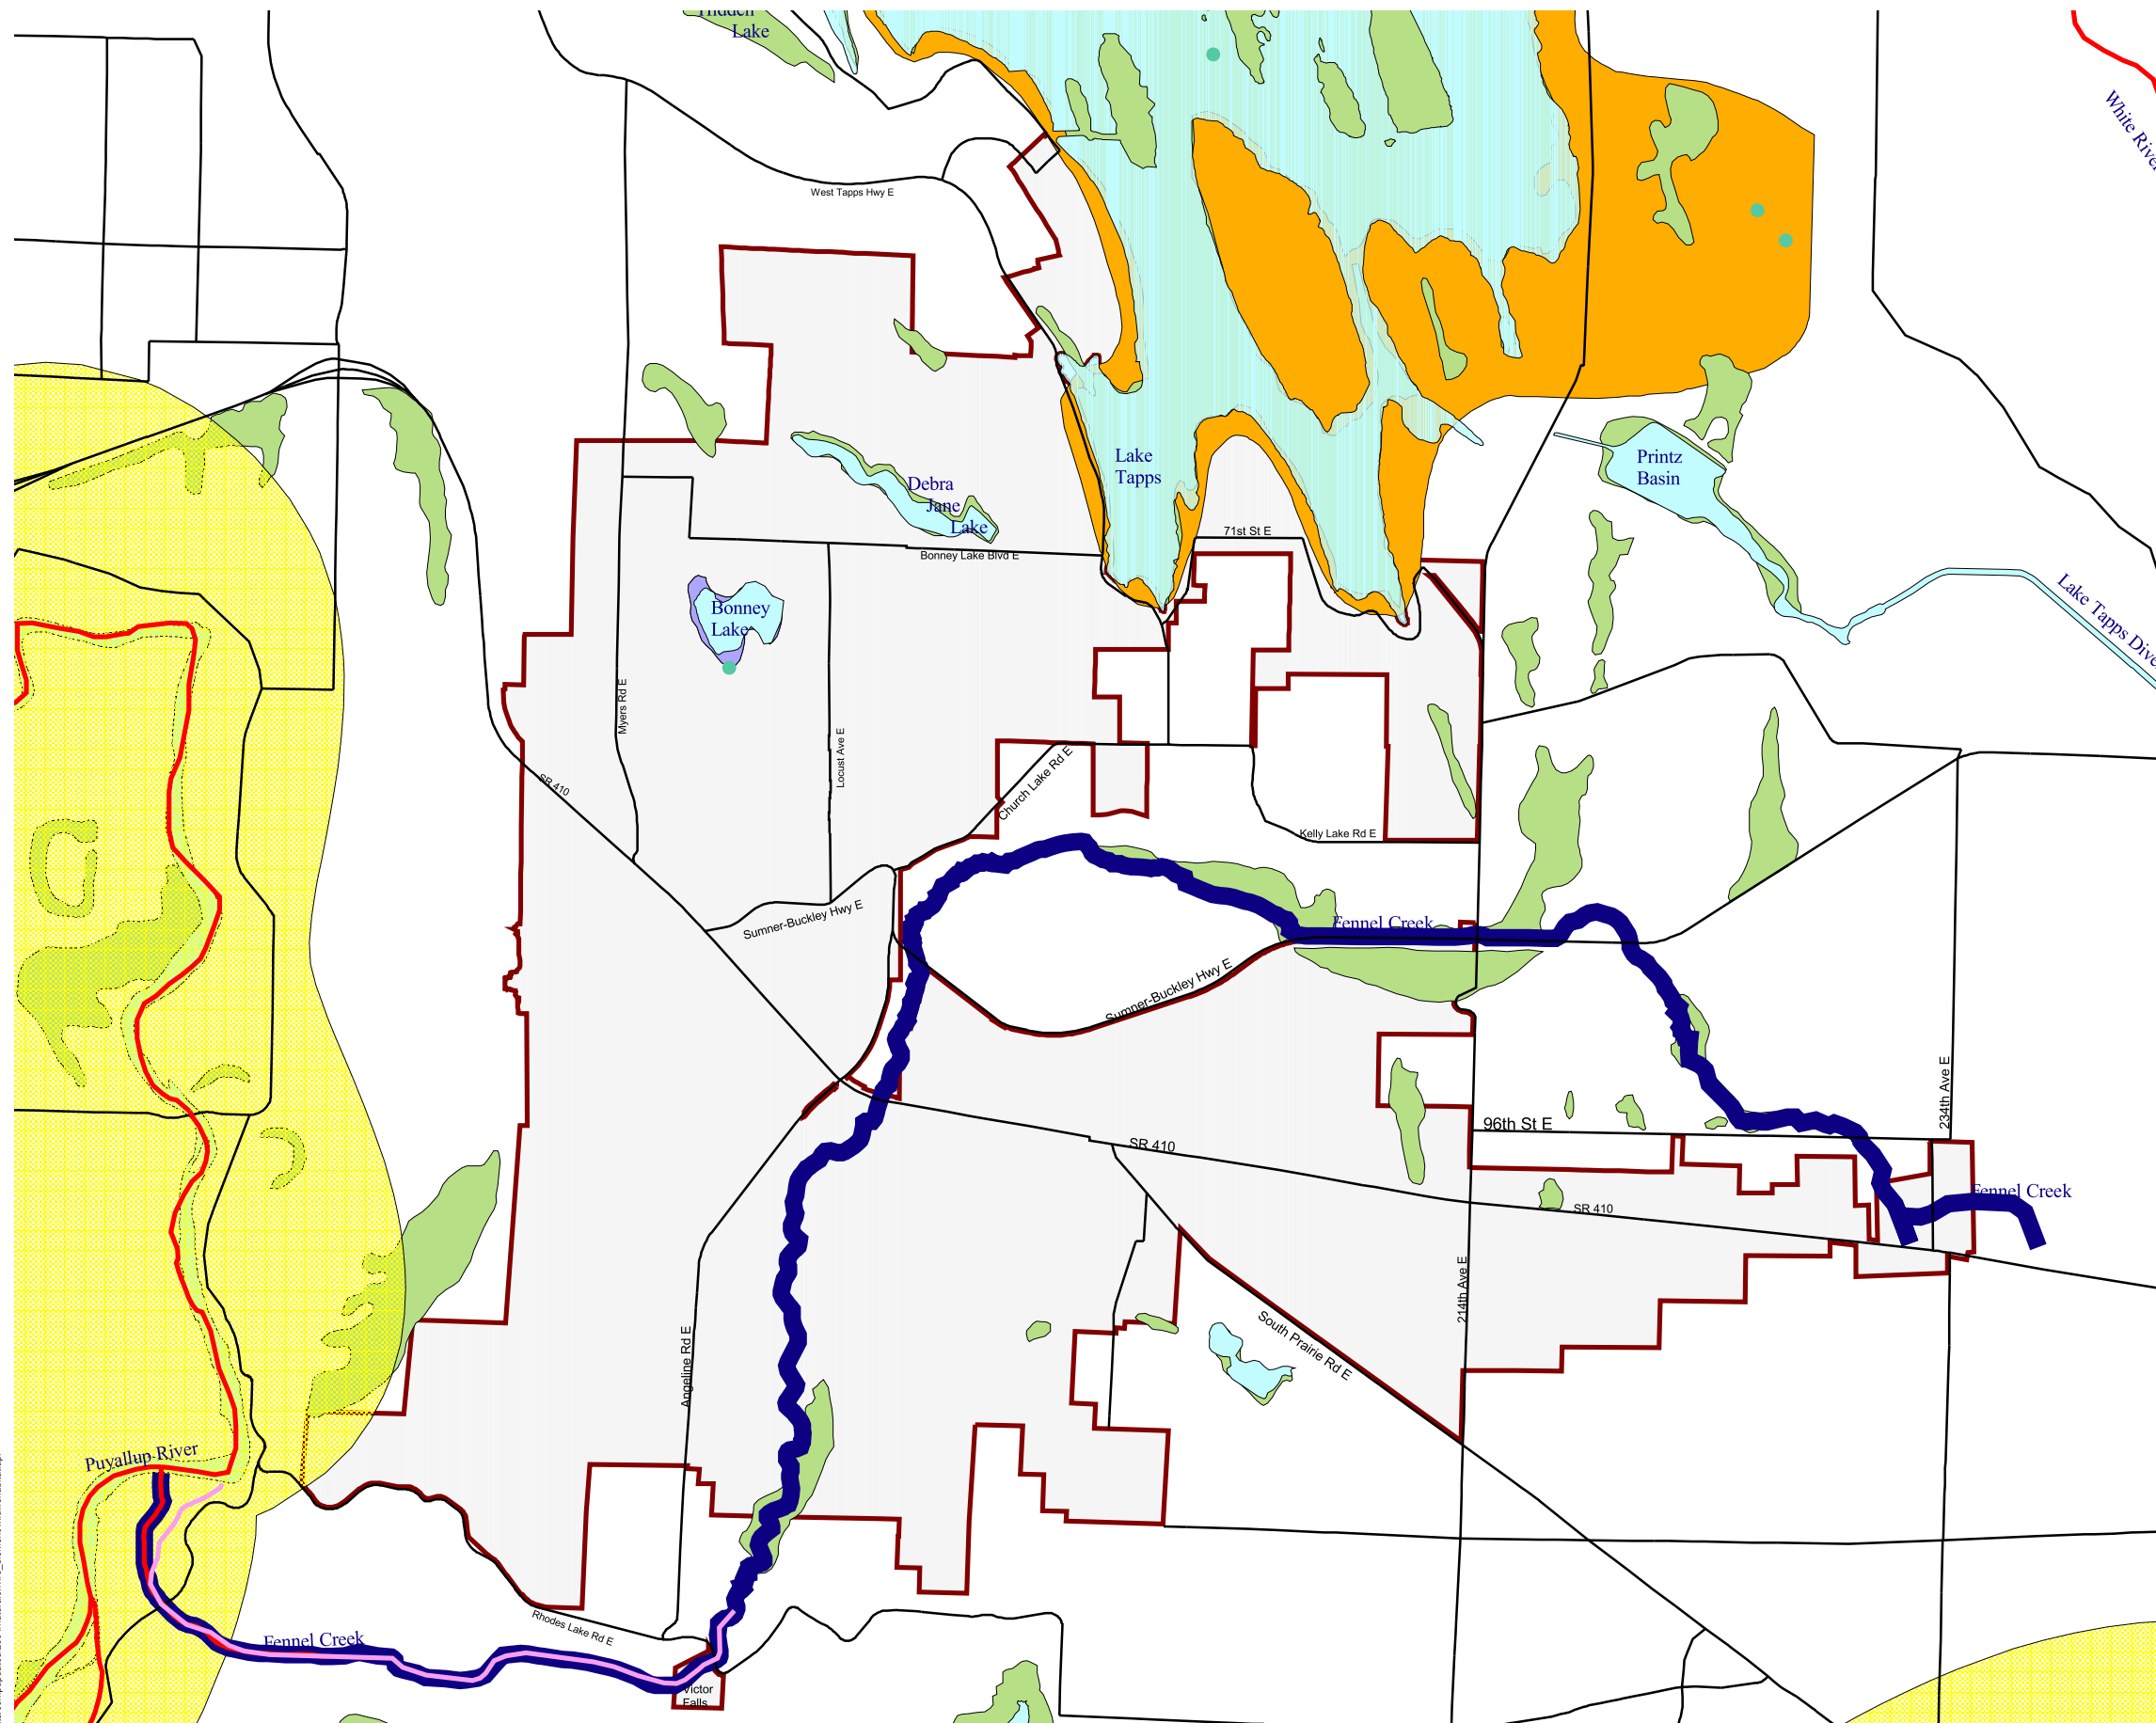 Hidden
Lake
White River
West Tapps Hwy E
Lake
Tapps
Printz
Basin
Debra
Jane
Lake
71st St E
Bonney Lake Blvd E
Bonney
Lake
Myers Rd E
Locust Ave E
SR 410
Church Lake Rd E
Kelly Lake Rd E
Sumner-Buckley Hwy E
Fennel Creek
Sumner-Buckley Hwy E
234th Ave E
96th St E
SR 410
Fennel Creek
SR 410
214th Ave E
South Prairie Rd E
Angeline Rd E
Puyallup River
Rhodes Lake Rd E
Fennel Creek
Victor
Falls
Lake Tapps Dive